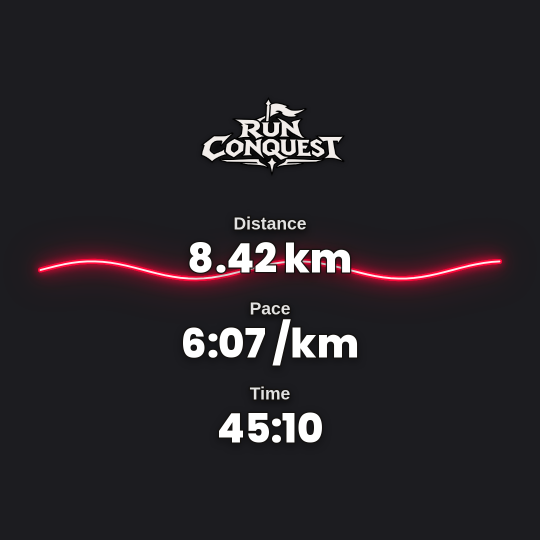 RUN
CONQUEST
Distance
8.42 km
Pace
6:07 /km
Time
45:10